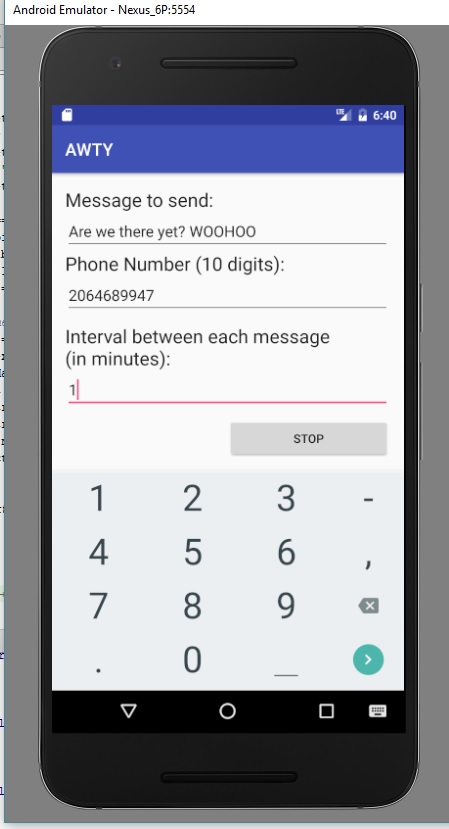 Android Emulator - Nexus_6P:5554
LTE 6:40
AWTY
Message to send:
Are we there yet? WOOHOO
Phone Number (10 digits):
2064689947
Interval between each message
(in minutes):
1
STOP
1 2 3 -
4 5 6 ,
7 8 9
. 0 _